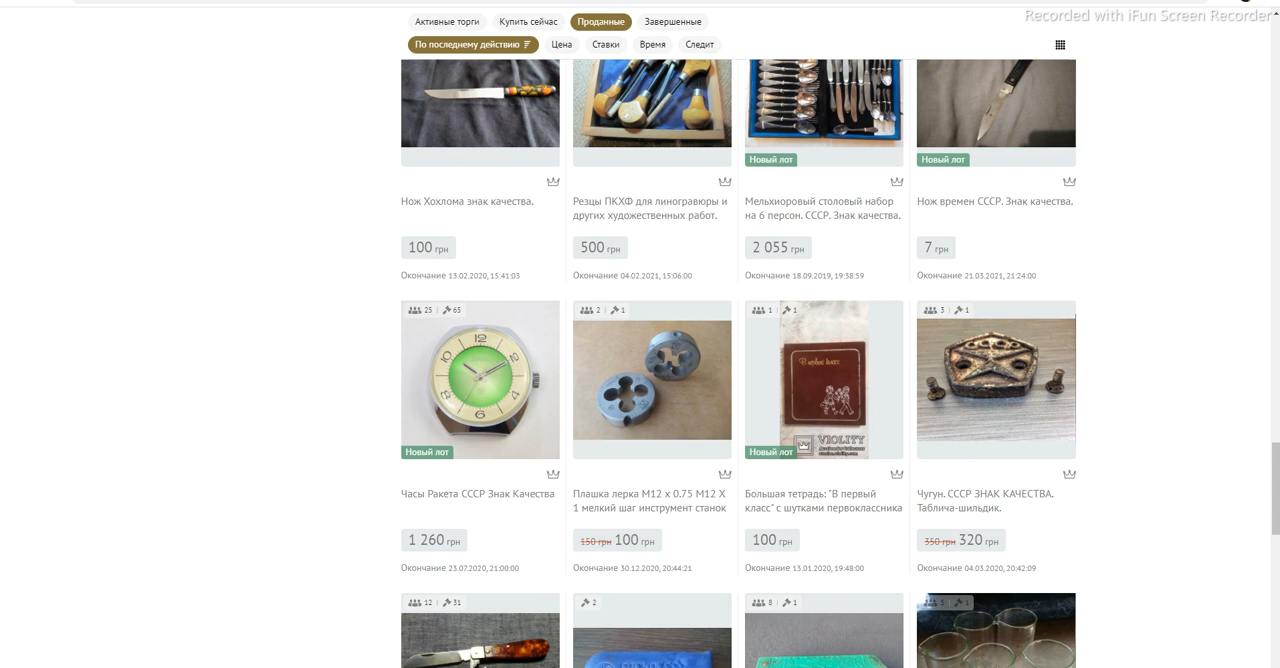 Recorded with iFun Screen Recorder
Активные торги Купить сейчас Проданные Завершенные
По последнему действию Цена Ставки Время Следит
Новый лот Новый лот
Нож Хохлома знак качества.
Резцы ПКХФ для линогравюры и
других художественных работ.
Мельхиоровый столовый набор
на 6 персон. СССР. Знак качества.
Нож времен СССР. Знак качества.
100 грн 500 грн 2 055 грн 7 грн
Окончание 13.02.2020, 15:41:03 Окончание 04.02.2021, 15:06:00 Окончание 18.09.2019, 19:38:59 Окончание 21.03.2021, 21:24:00
25 | 65 2 | 1 1 | 1 3 | 1
12 10 6
В первый класс
СССР
VIOLITY
Новый лот Новый лот
Часы Ракета СССР Знак Качества
Плашка лерка М12 х 0.75 М12 Х
1 мелкий шаг инструмент станок
Большая тетрадь: "В первый
класс" с шутками первоклассника
Чугун. СССР ЗНАК КАЧЕСТВА.
Табличa-шильдик.
1 260 грн 150 грн 100 грн 100 грн 350 грн 320 грн
Окончание 23.07.2020, 21:00:00 Окончание 30.12.2020, 20:44:21 Окончание 13.01.2020, 19:48:00 Окончание 04.03.2020, 20:42:09
12 | 31 2 8 | 1 5 | 1